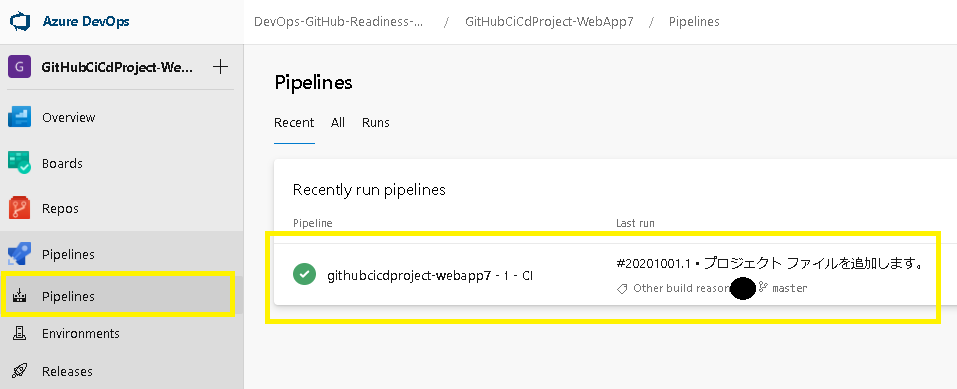 Azure DevOps
DevOps-GitHub-Readiness-... / GitHubCiCdProject-WebApp7 / Pipelines
G GitHubCiCdProject-We... +
Overview
Boards
Repos
Pipelines
Pipelines
Environments
Releases
Pipelines
Recent All Runs
Recently run pipelines
Pipeline Last run
githubcicdproject-webapp7 - 1 - CI
#20201001.1 • プロジェクト ファイルを追加します。
Other build reason master